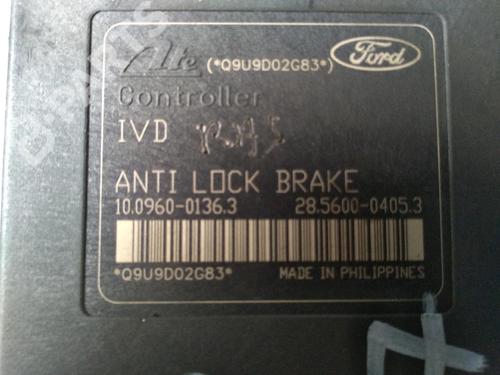 Ate (*Q9U9D02G83*) Ford
Controller
IVD
ANTI LOCK BRAKE
10.0960-0136.3 28.5600-0405.3
*Q9U9D02G83* MADE IN PHILIPPINES